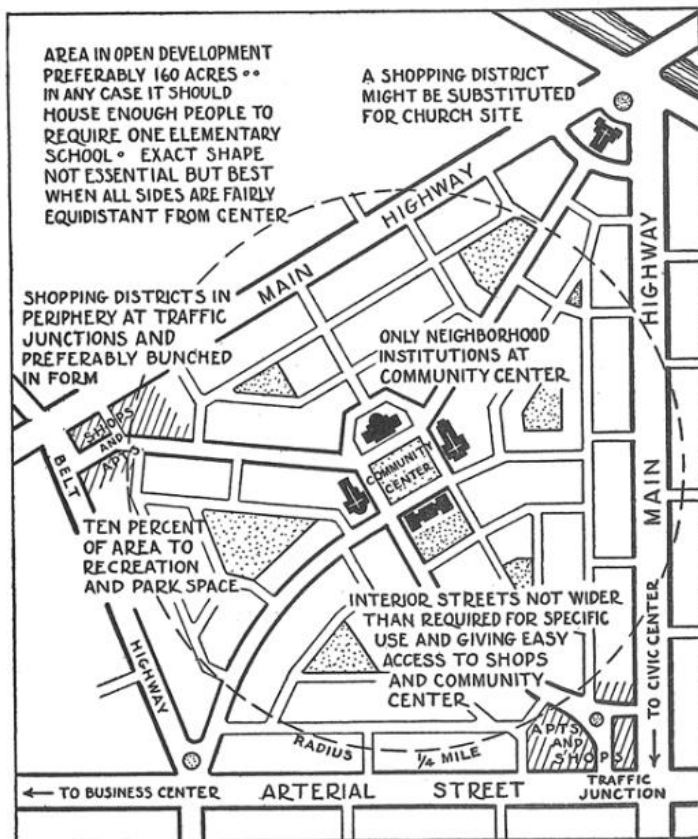 AREA IN OPEN DEVELOPMENT
PREFERABLY 160 ACRES ··
IN ANY CASE IT SHOULD
HOUSE ENOUGH PEOPLE TO
REQUIRE ONE ELEMENTARY
SCHOOL · EXACT SHAPE
NOT ESSENTIAL BUT BEST
WHEN ALL SIDES ARE FAIRLY
EQUIDISTANT FROM CENTER
A SHOPPING DISTRICT
MIGHT BE SUBSTITUTED
FOR CHURCH SITE
MAIN HIGHWAY
HIGHWAY
MAIN
SHOPPING DISTRICTS IN
PERIPHERY AT TRAFFIC
JUNCTIONS AND
PREFERABLY BUNCHED
IN FORM
ONLY NEIGHBORHOOD
INSTITUTIONS AT
COMMUNITY CENTER
SHOPS
AND
APTS
BELT
HIGHWAY
COMMUNITY
CENTER
TEN PERCENT
OF AREA TO
RECREATION
AND PARK SPACE
INTERIOR STREETS NOT WIDER
THAN REQUIRED FOR SPECIFIC
USE AND GIVING EASY
ACCESS TO SHOPS
AND COMMUNITY
CENTER
TO CIVIC CENTER
RADIUS 1/4 MILE
APTS
AND
SHOPS
TRAFFIC
JUNCTION
← TO BUSINESS CENTER ARTERIAL STREET